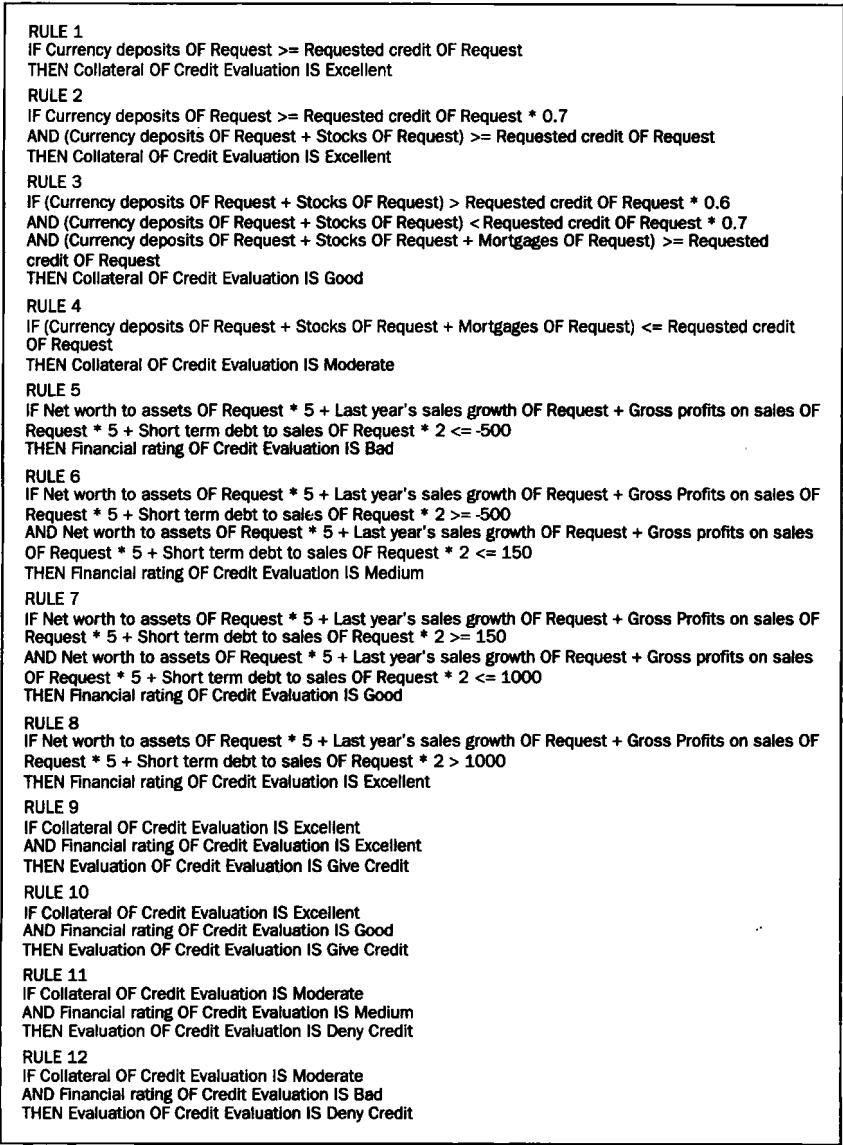 RULE 1
IF Currency deposits OF Request >= Requested credit OF Request
THEN Collateral OF Credit Evaluation IS Excellent
RULE 2
IF Currency deposits OF Request >= Requested credit OF Request * 0.7
AND (Currency deposits OF Request + Stocks OF Request) >= Requested credit OF Request
THEN Collateral OF Credit Evaluation IS Excellent
RULE 3
IF (Currency deposits OF Request + Stocks OF Request) > Requested credit OF Request * 0.6
AND (Currency deposits OF Request + Stocks OF Request) < Requested credit OF Request * 0.7
AND (Currency deposits OF Request + Stocks OF Request + Mortgages OF Request) >= Requested
credit OF Request
THEN Collateral OF Credit Evaluation IS Good
RULE 4
IF (Currency deposits OF Request + Stocks OF Request + Mortgages OF Request) <= Requested credit
OF Request
THEN Collateral OF Credit Evaluation IS Moderate
RULE 5
IF Net worth to assets OF Request * 5 + Last year's sales growth OF Request + Gross profits on sales OF
Request * 5 + Short term debt to sales OF Request * 2 <= -500
THEN Financial rating OF Credit Evaluation IS Bad
RULE 6
IF Net worth to assets OF Request * 5 + Last year's sales growth OF Request + Gross Profits on sales OF
Request * 5 + Short term debt to sales OF Request * 2 >= -500
AND Net worth to assets OF Request * 5 + Last year's sales growth OF Request + Gross profits on sales
OF Request * 5 + Short term debt to sales OF Request * 2 <= 150
THEN Financial rating OF Credit Evaluation IS Medium
RULE 7
IF Net worth to assets OF Request * 5 + Last year's sales growth OF Request + Gross Profits on sales OF
Request * 5 + Short term debt to sales OF Request * 2 >= 150
AND Net worth to assets OF Request * 5 + Last year's sales growth OF Request + Gross profits on sales
OF Request * 5 + Short term debt to sales OF Request * 2 <= 1000
THEN Financial rating OF Credit Evaluation IS Good
RULE 8
IF Net worth to assets OF Request * 5 + Last year's sales growth OF Request + Gross Profits on sales OF
Request * 5 + Short term debt to sales OF Request * 2 > 1000
THEN Financial rating OF Credit Evaluation IS Excellent
RULE 9
IF Collateral OF Credit Evaluation IS Excellent
AND Financial rating OF Credit Evaluation IS Excellent
THEN Evaluation OF Credit Evaluation IS Give Credit
RULE 10
IF Collateral OF Credit Evaluation IS Excellent
AND Financial rating OF Credit Evaluation IS Good
THEN Evaluation OF Credit Evaluation IS Give Credit
RULE 11
IF Collateral OF Credit Evaluation IS Moderate
AND Financial rating OF Credit Evaluation IS Medium
THEN Evaluation OF Credit Evaluation IS Deny Credit
RULE 12
IF Collateral OF Credit Evaluation IS Moderate
AND Financial rating OF Credit Evaluation IS Bad
THEN Evaluation OF Credit Evaluation IS Deny Credit